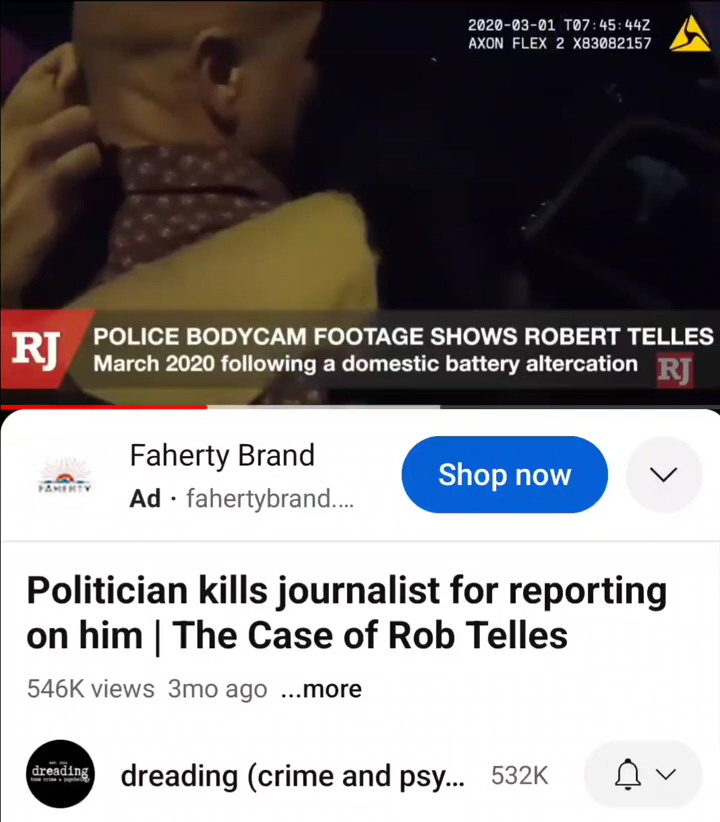 2020-03-01 T07:45:44Z
AXON FLEX 2 X83082157
RJ
POLICE BODYCAM FOOTAGE SHOWS ROBERT TELLES
March 2020 following a domestic battery altercation
RJ
FAHERTY
Faherty Brand
Ad · fahertybrand....
Shop now
Politician kills journalist for reporting
on him | The Case of Rob Telles
546K views 3mo ago ...more
dreading
dreading (crime and psy...
532K